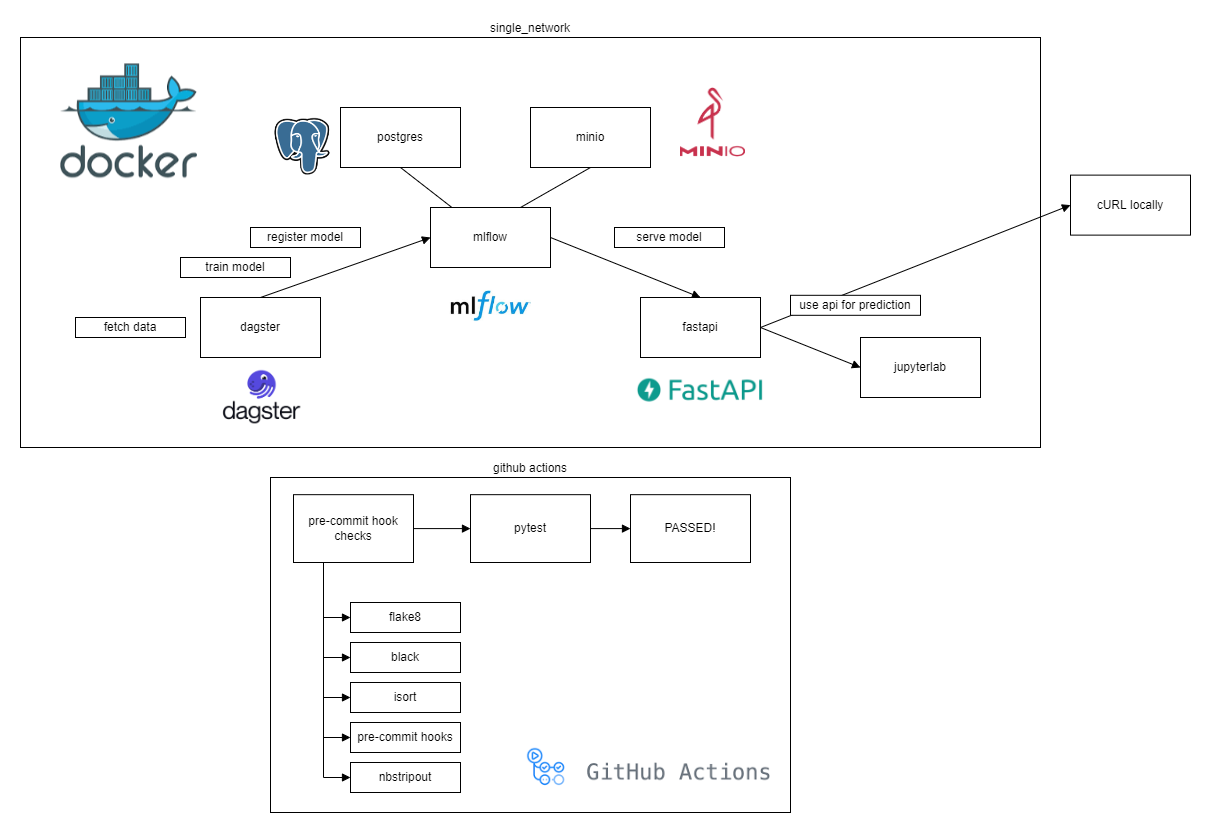 single_network
docker
postgres
minio
MINIO
cURL locally
register model
mlflow
serve model
train model
mlflow
use api for prediction
fetch data
dagster
fastapi
jupyterlab
dagster
FastAPI
github actions
pre-commit hook
checks
pytest
PASSED!
flake8
black
isort
pre-commit hooks
nbstripout
GitHub Actions